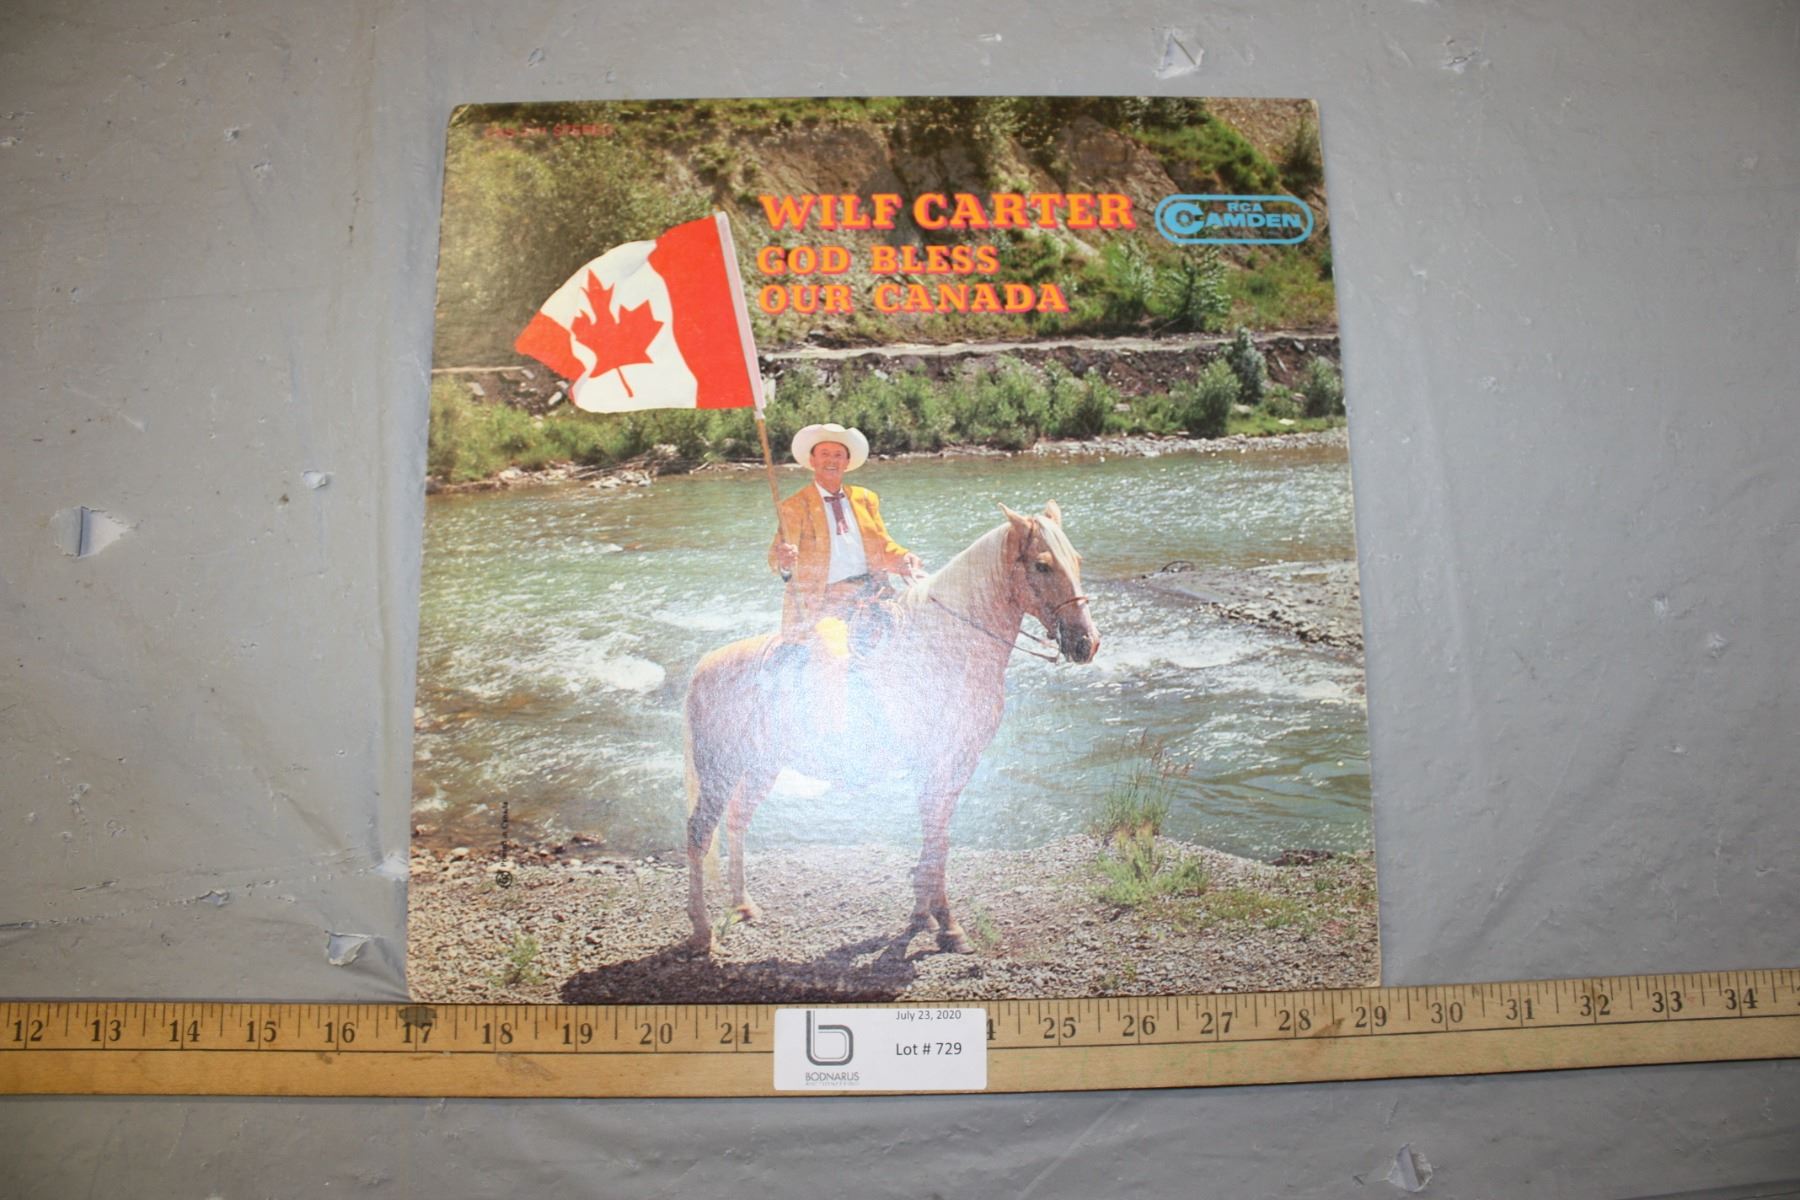 STEREO
WILF CARTER
GOD BLESS
OUR CANADA
RCA
CAMDEN
12 13 14 15 16 17 18 19 20 21 25 26 27 28 29 30 31 32 33 34
July 23, 2020
Lot # 729
b
BODNARUS
AUCTIONEERING